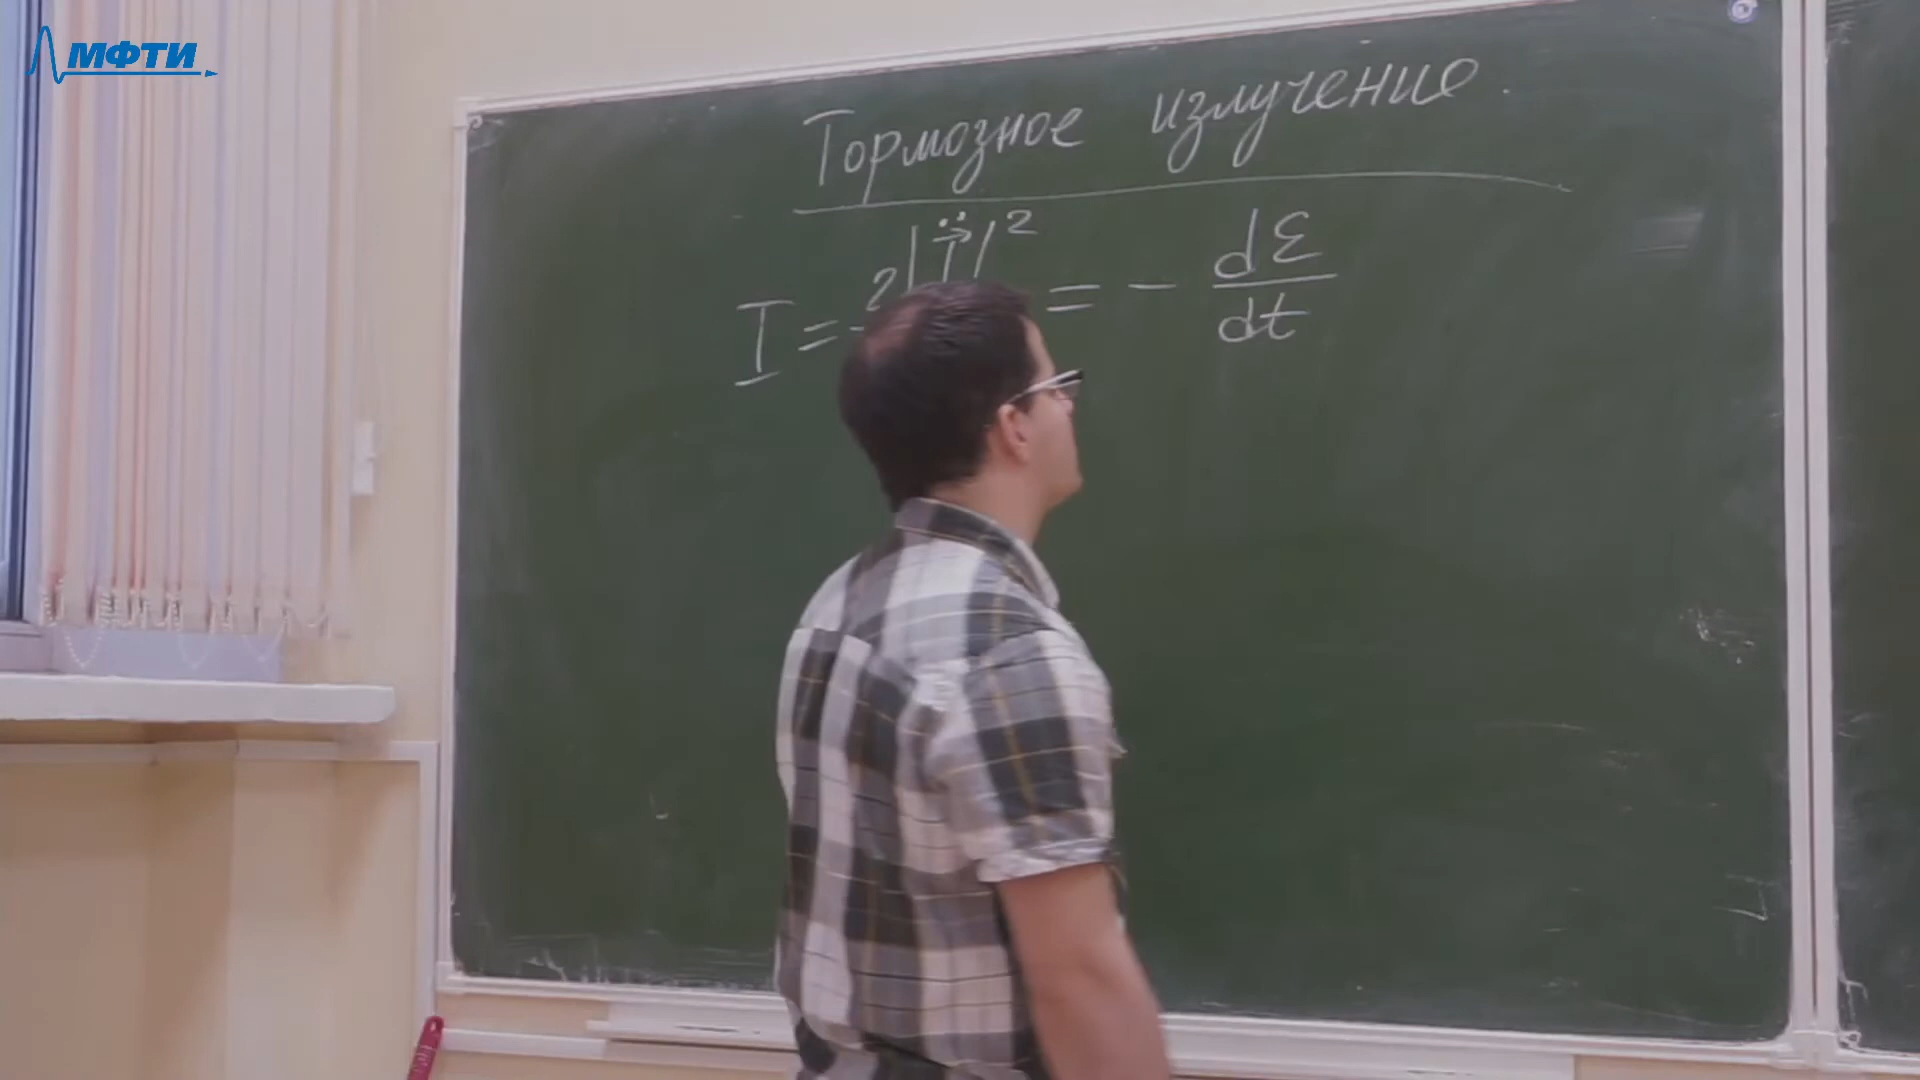 МФТИ
Тормозное излучение.
I = 2|d⃗̈|² = - dℰ/dt